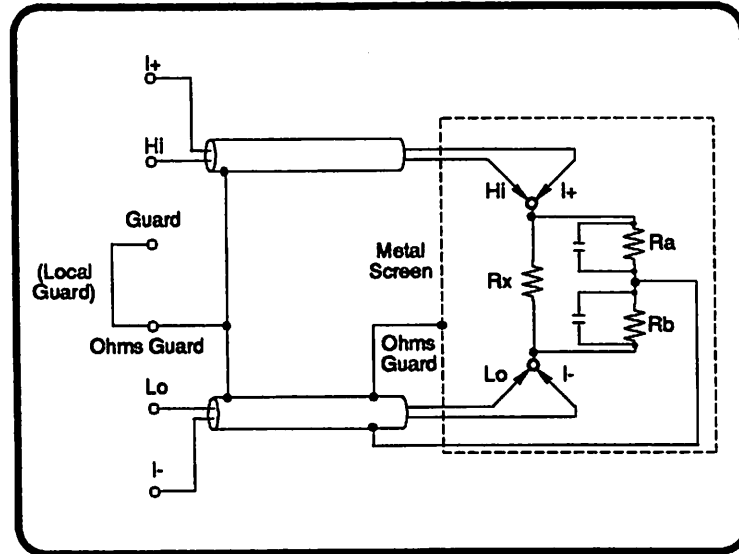 I+
Hi
Guard
(Local
Guard)
Ohms Guard
Lo
I-
Metal
Screen
Ohms
Guard
Hi
I+
Rx
Ra
Rb
Lo
I-